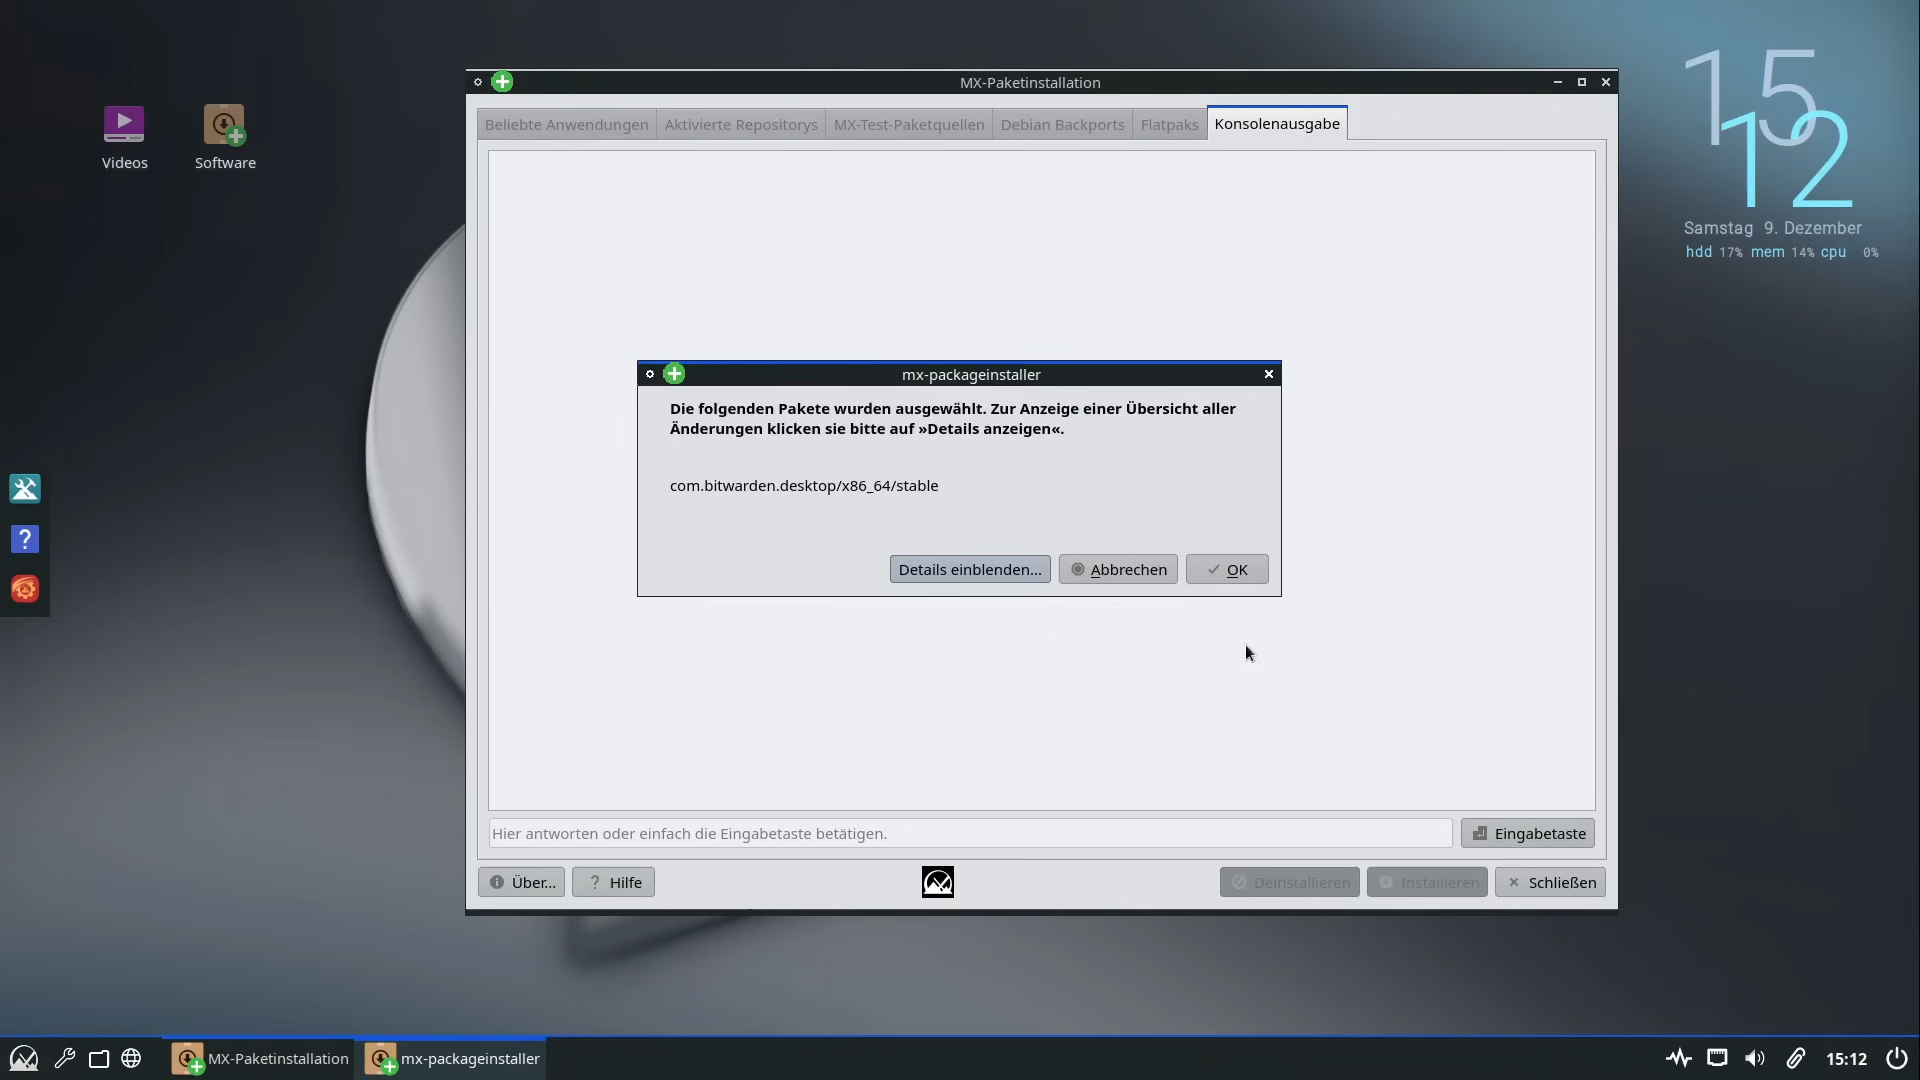 MX-Paketinstallation
Beliebte Anwendungen
Aktivierte Repositorys
MX-Test-Paketquellen
Debian Backports
Flatpaks
Konsolenausgabe
Videos
Software
15
12
Samstag 9. Dezember
hdd 17% mem 14% cpu 0%
mx-packageinstaller
Die folgenden Pakete wurden ausgewählt. Zur Anzeige einer Übersicht aller
Änderungen klicken sie bitte auf »Details anzeigen«.
com.bitwarden.desktop/x86_64/stable
Details einblenden...
Abbrechen
OK
Hier antworten oder einfach die Eingabetaste betätigen.
Eingabetaste
Über...
? Hilfe
Deinstallieren
Installieren
Schließen
MX-Paketinstallation
mx-packageinstaller
15:12